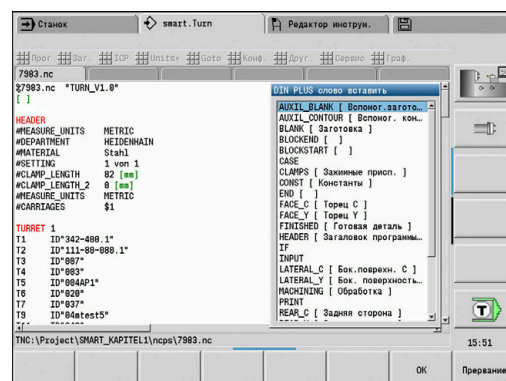 Станок
smart.Turn
Редактор инструм.
Прог Заг. ICP Units+ Goto Конф. Друг. Сервис Граф.
7983.nc
%7983.nc "TURN_V1.0"
[ ]
HEADER
#MEASURE_UNITS METRIC
#DEPARTMENT HEIDENHAIN
#MATERIAL Stahl
#SETTING 1 von 1
#CLAMP_LENGTH 82 [mm]
#CLAMP_LENGTH_2 0 [mm]
#MEASURE_UNITS METRIC
#CARRIAGES $1
TURRET 1
T1 ID"342-400.1"
T2 ID"111-80-080.1"
T3 ID"007"
T4 ID"003"
T5 ID"004AP1"
T6 ID"020"
T7 ID"037"
T9 ID"04mtest5"
DIN PLUS слово вставить
AUXIL_BLANK [ Вспомог.загото…
AUXIL_CONTOUR [ Вспомог. кон…
BLANK [ Заготовка ]
BLOCKEND [ ]
BLOCKSTART [ ]
CASE
CLAMPS [ Зажимные присп. ]
CONST [ Константы ]
END [ ]
FACE_C [ Торец C ]
FACE_Y [ Торец Y ]
FINISHED [ Готовая деталь ]
HEADER [ Загаловок программы…
IF
INPUT
LATERAL_C [ Бок.поврехн. C ]
LATERAL_Y [ Бок. поверхность…
MACHINING [ Обработка ]
PRINT
REAR_C [ Задняя сторона ]
TNC:\Project\SMART_KAPITEL1\ncps\7983.nc
T
15:51
OK
Прервание